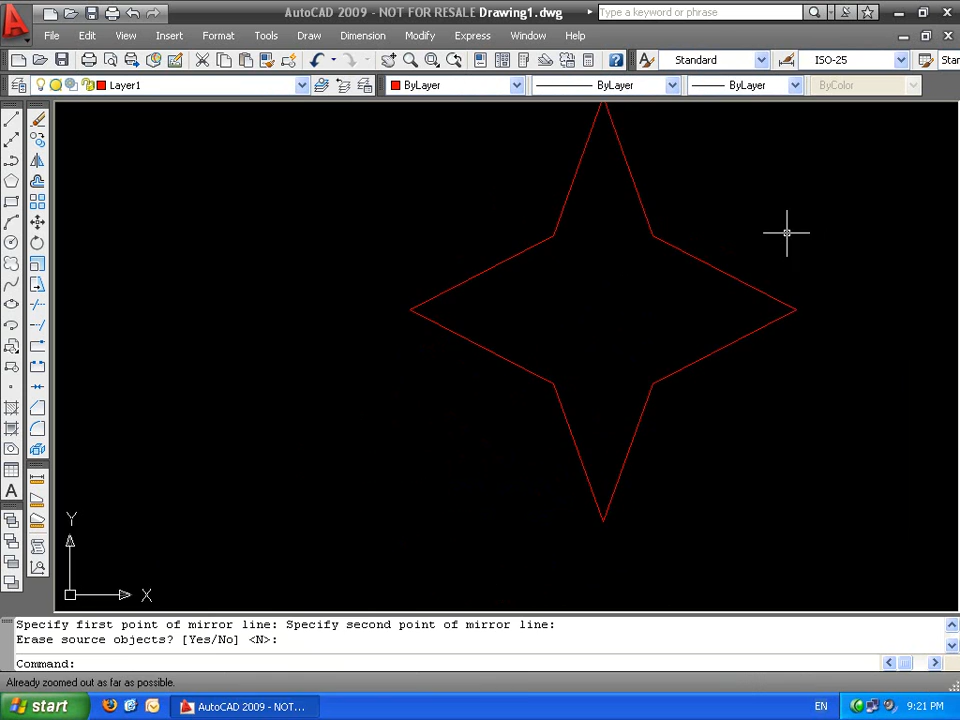 AutoCAD 2009 - NOT FOR RESALE Drawing1.dwg
Type a keyword or phrase
File Edit View Insert Format Tools Draw Dimension Modify Express Window Help
Standard ISO-25 Star
Layer1 ByLayer ByLayer ByLayer ByColor
A
Y
X
Specify first point of mirror line: Specify second point of mirror line:
Erase source objects? [Yes/No] <N>:
Command:
Already zoomed out as far as possible.
start AutoCAD 2009 - NOT... EN 9:21 PM